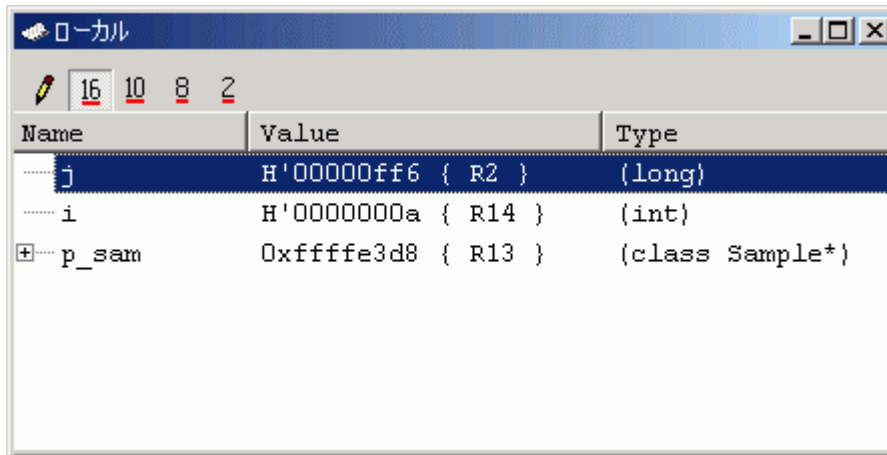 ローカル
16 10 8 2
Name Value Type
j H'00000ff6 { R2 } (long)
i H'0000000a { R14 } (int)
p_sam 0xffffe3d8 { R13 } (class Sample*)